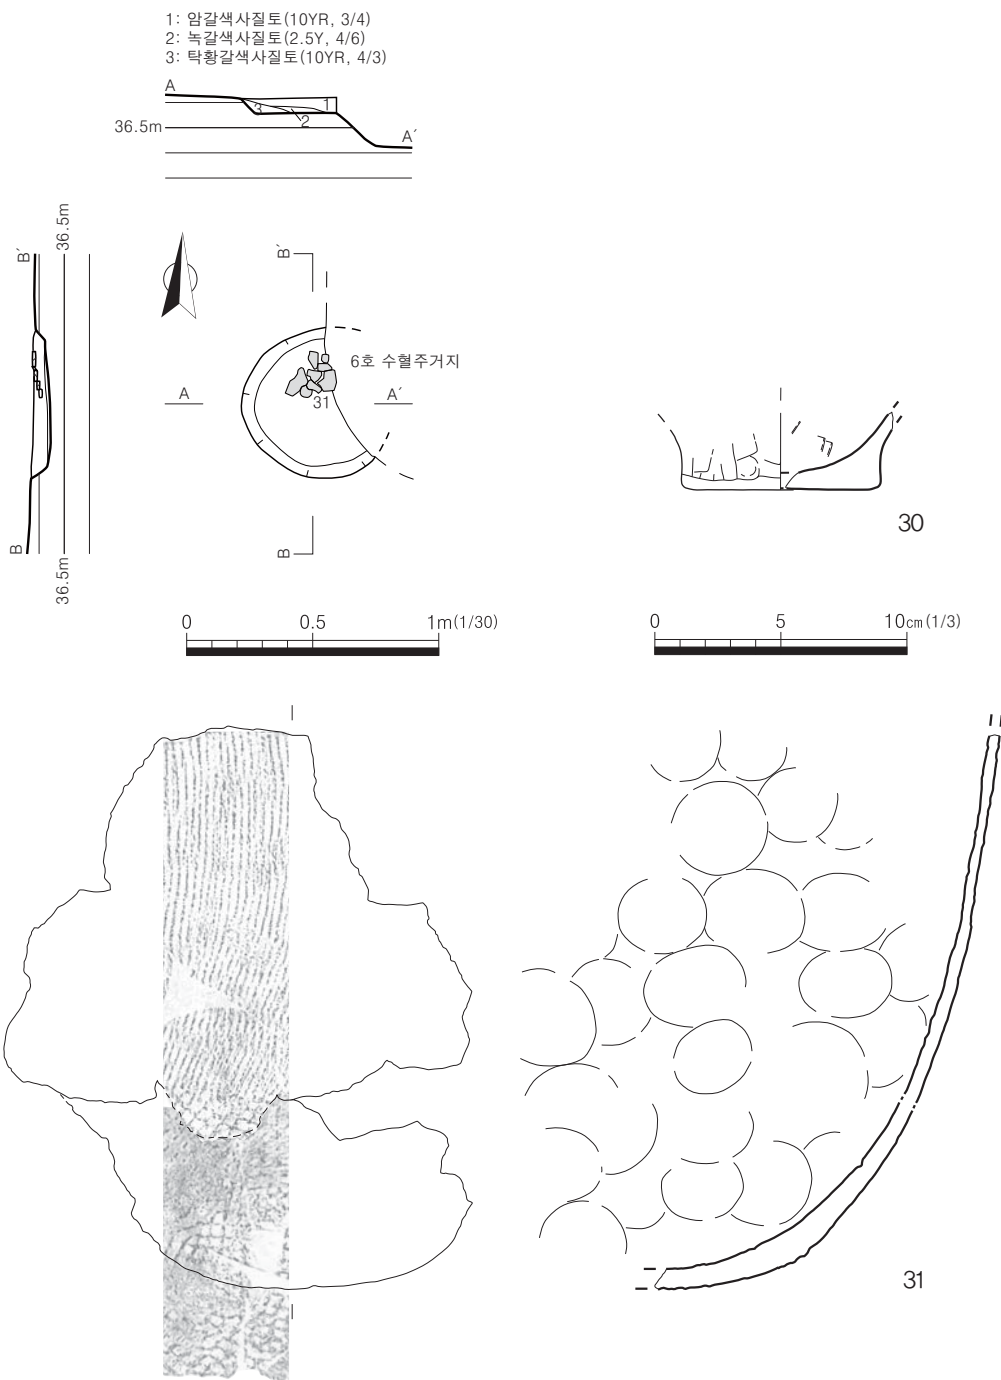 1: 암갈색사질토(10YR, 3/4)
2: 녹갈색사질토(2.5Y, 4/6)
3: 탁황갈색사질토(10YR, 4/3)
A
3
1
2
36.5m
A´
36.5m
B´
B´
6호 수혈주거지
A
31
A´
B
B
36.5m
30
0 0.5 1m(1/30)
0 5 10cm(1/3)
31